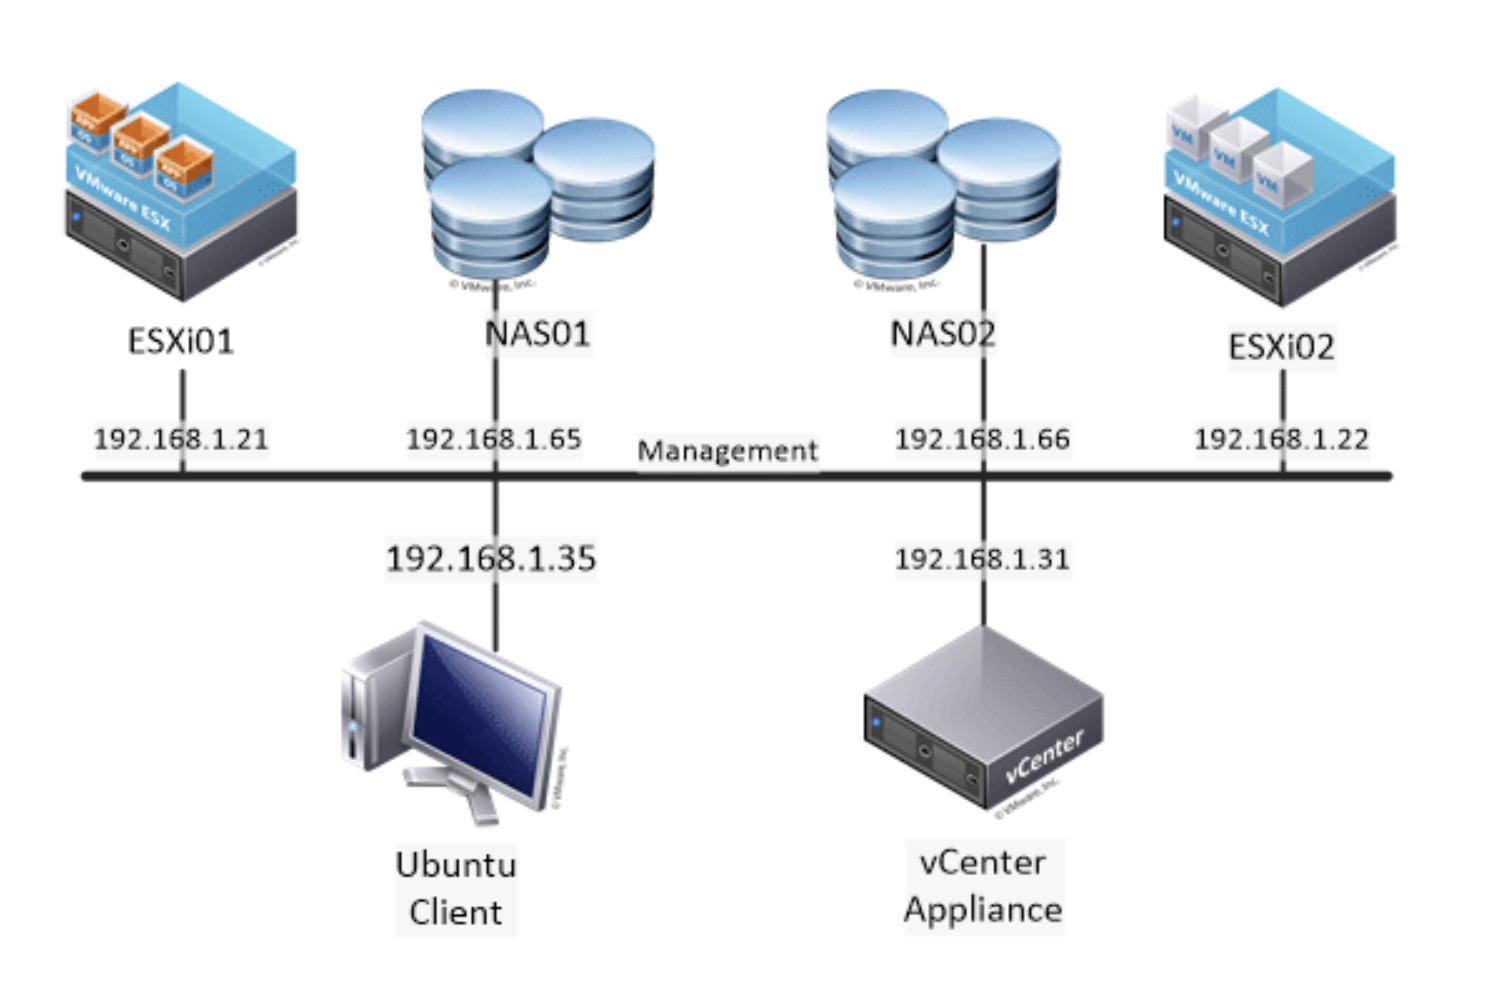 APP
OS
APP
OS
APP
OS
VMware ESX
© VMware, Inc.
ESXi01
192.168.1.21
© VMware, Inc.
NAS01
192.168.1.65
Management
© VMware, Inc.
NAS02
192.168.1.66
VM
VM
VM
VMware ESX
© VMware, Inc.
ESXi02
192.168.1.22
192.168.1.35
© VMware, Inc.
Ubuntu
Client
192.168.1.31
vCenter
© VMware, Inc.
vCenter
Appliance